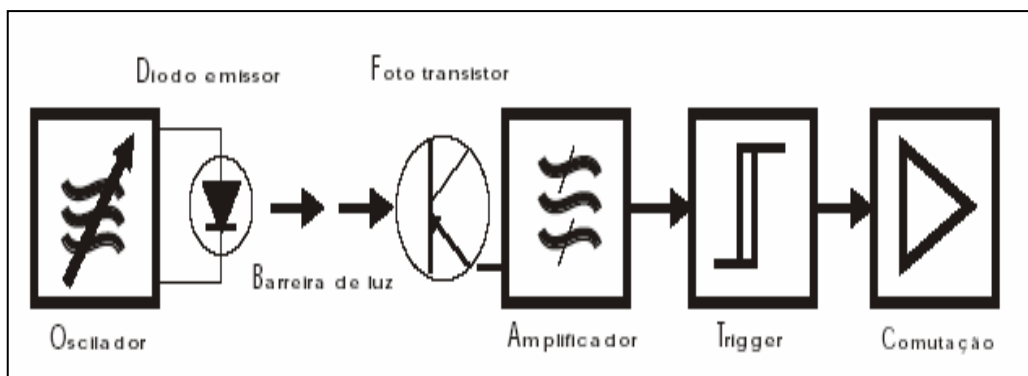 Diodo emissor
Foto transistor
Barreira de luz
Oscilador
Amplificador
Trigger
Comutação